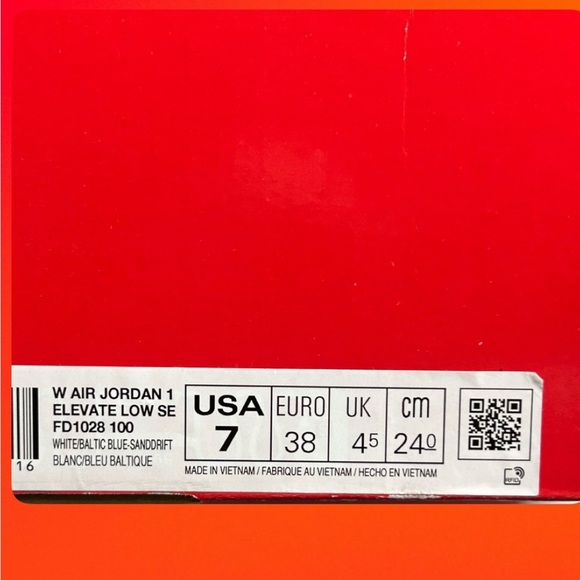 W AIR JORDAN 1
ELEVATE LOW SE
FD1028 100
WHITE/BALTIC BLUE-SANDDRIFT
BLANC/BLEU BALTIQUE
16
USA
7
EURO
38
UK
4⁵
cm
24⁰
MADE IN VIETNAM / FABRIQUE AU VIETNAM / HECHO EN VIETNAM
RFID